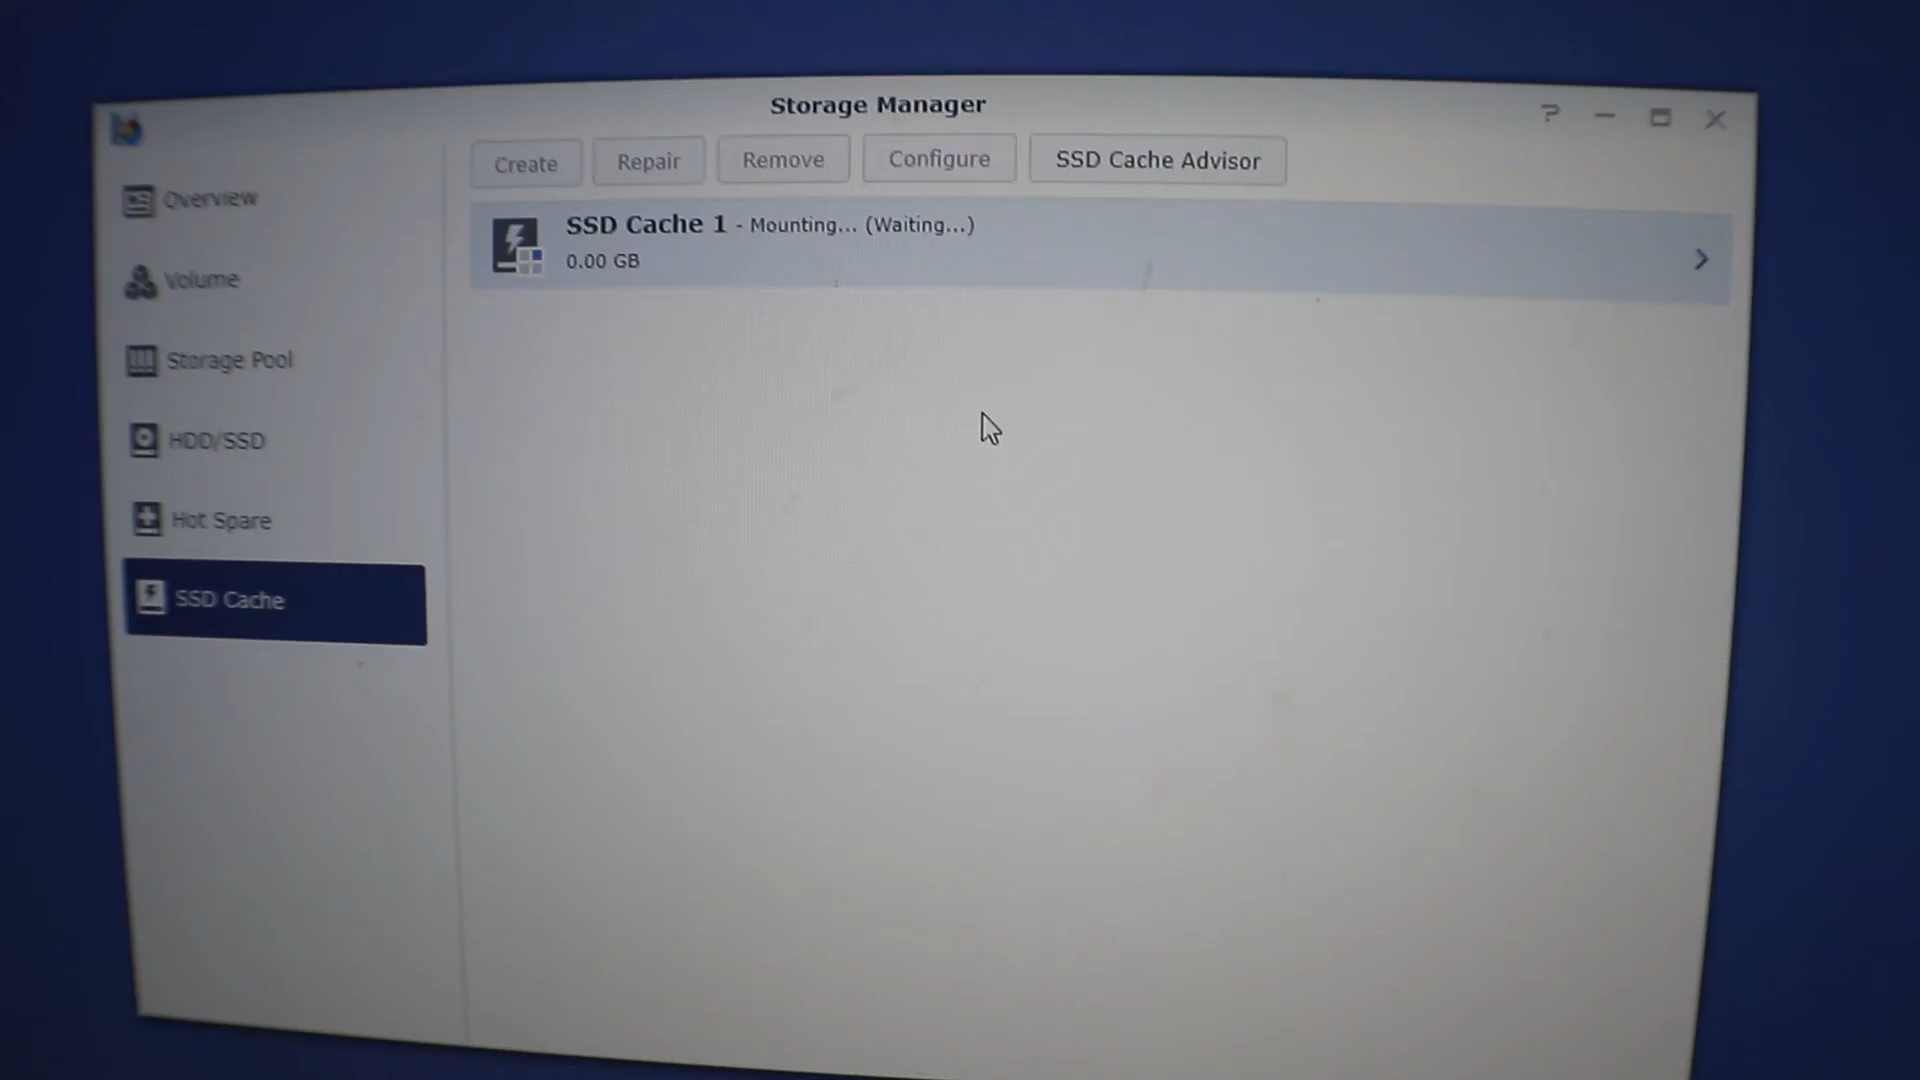 Storage Manager
Create
Repair
Remove
Configure
SSD Cache Advisor
Overview
Volume
Storage Pool
HDD/SSD
Hot Spare
SSD Cache
SSD Cache 1 - Mounting... (Waiting...)
0.00 GB